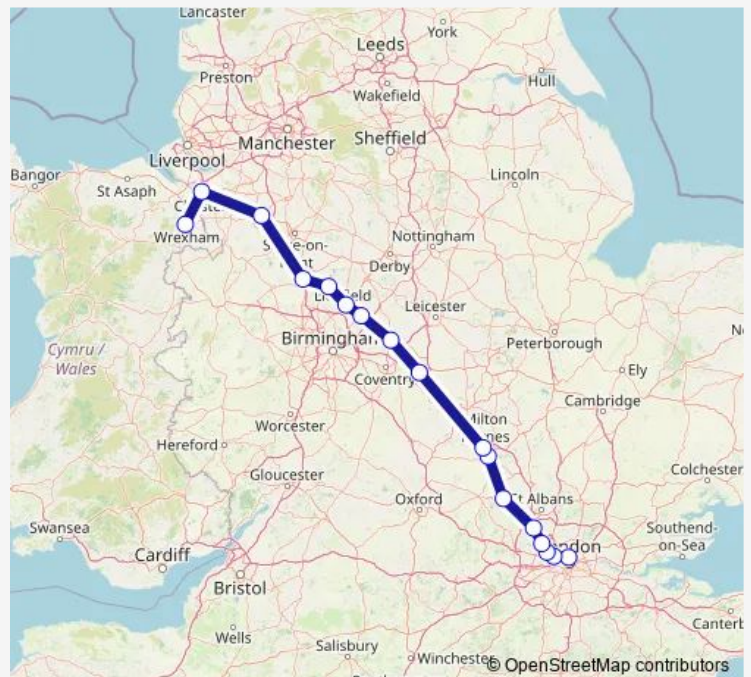 Lancaster
York
Leeds
Preston
Hull
Wakefield
Manchester
Sheffield
Liverpool
Bangor
St Asaph
Lincoln
Wrexham
Nottingham
Derby
Leicester
Birmingha
Peterborough
Cymru /
Wales
Ely
Coventry
Cambridge
Milton
Worcester
Hereford
Gloucester
Colchester
Oxford
St Albans
Swansea
Southend-
on-Sea
Cardiff
Bristol
Wells
Salisbury
Winchester
© OpenStreetMap contributors